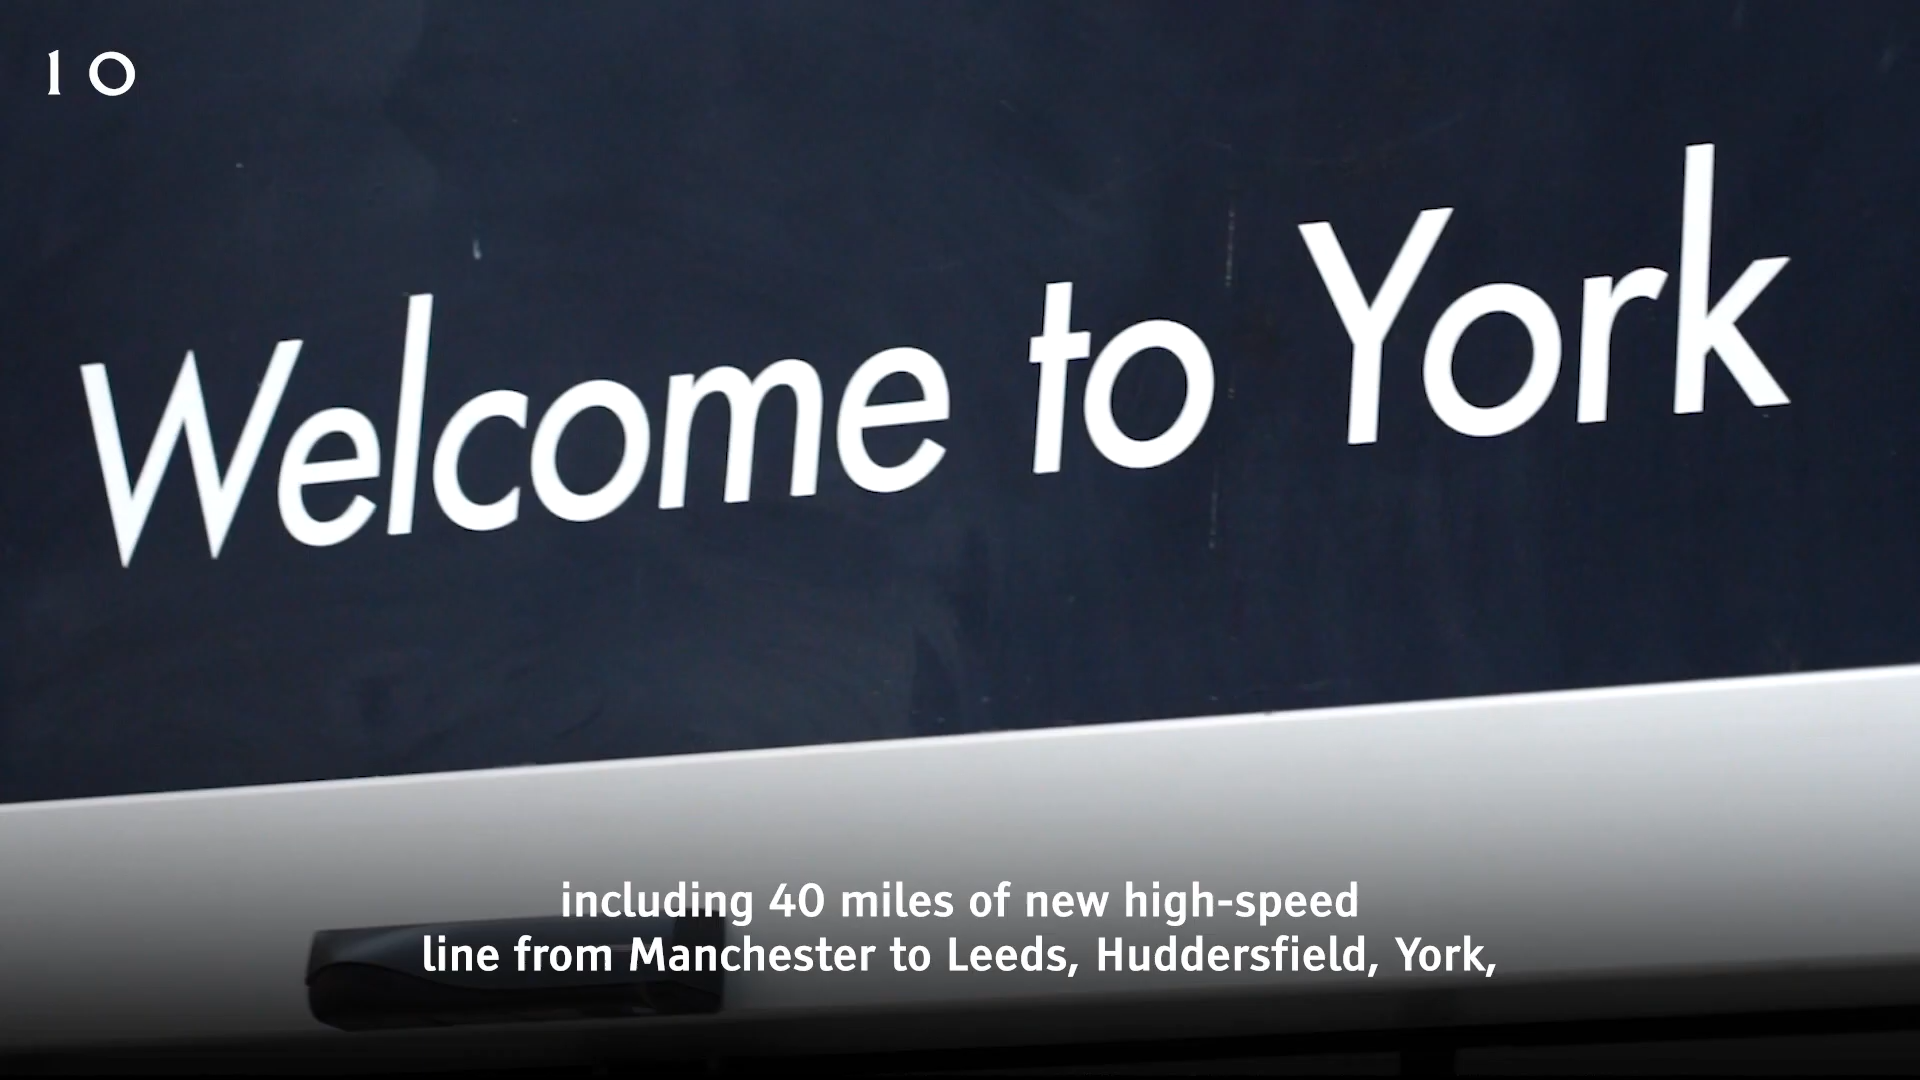 10
Welcome to York
including 40 miles of new high-speed
line from Manchester to Leeds, Huddersfield, York,